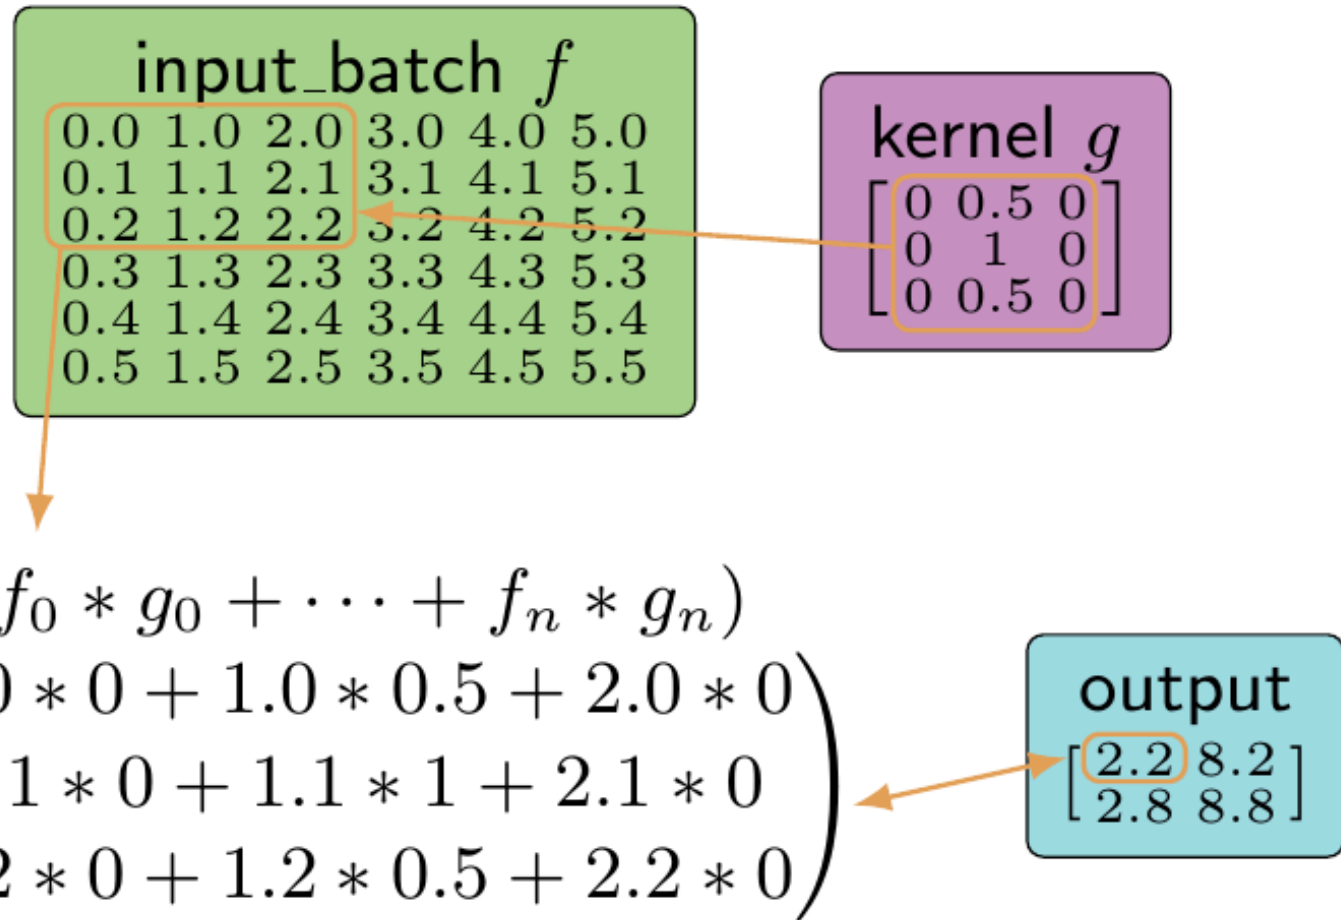 input_batch f
0.0 1.0 2.0 3.0 4.0 5.0
0.1 1.1 2.1 3.1 4.1 5.1
0.2 1.2 2.2 3.2 4.2 5.2
0.3 1.3 2.3 3.3 4.3 5.3
0.4 1.4 2.4 3.4 4.4 5.4
0.5 1.5 2.5 3.5 4.5 5.5
kernel g
0 0.5 0
0 1 0
0 0.5 0
f₀ * g₀ + ⋯ + fₙ * gₙ)
0 * 0 + 1.0 * 0.5 + 2.0 * 0
1 * 0 + 1.1 * 1 + 2.1 * 0
2 * 0 + 1.2 * 0.5 + 2.2 * 0
output
2.2 8.2
2.8 8.8